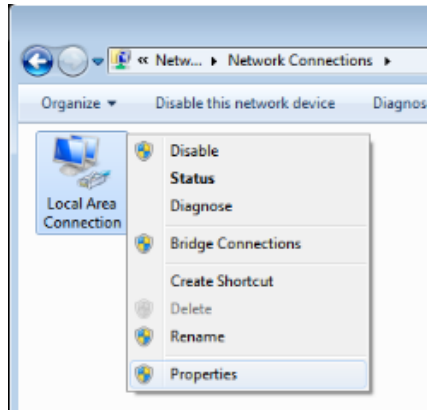 « Netw... ▸ Network Connections ▸
Organize ▾ Disable this network device Diagnos
Local Area
Connection
Disable
Status
Diagnose
Bridge Connections
Create Shortcut
Delete
Rename
Properties